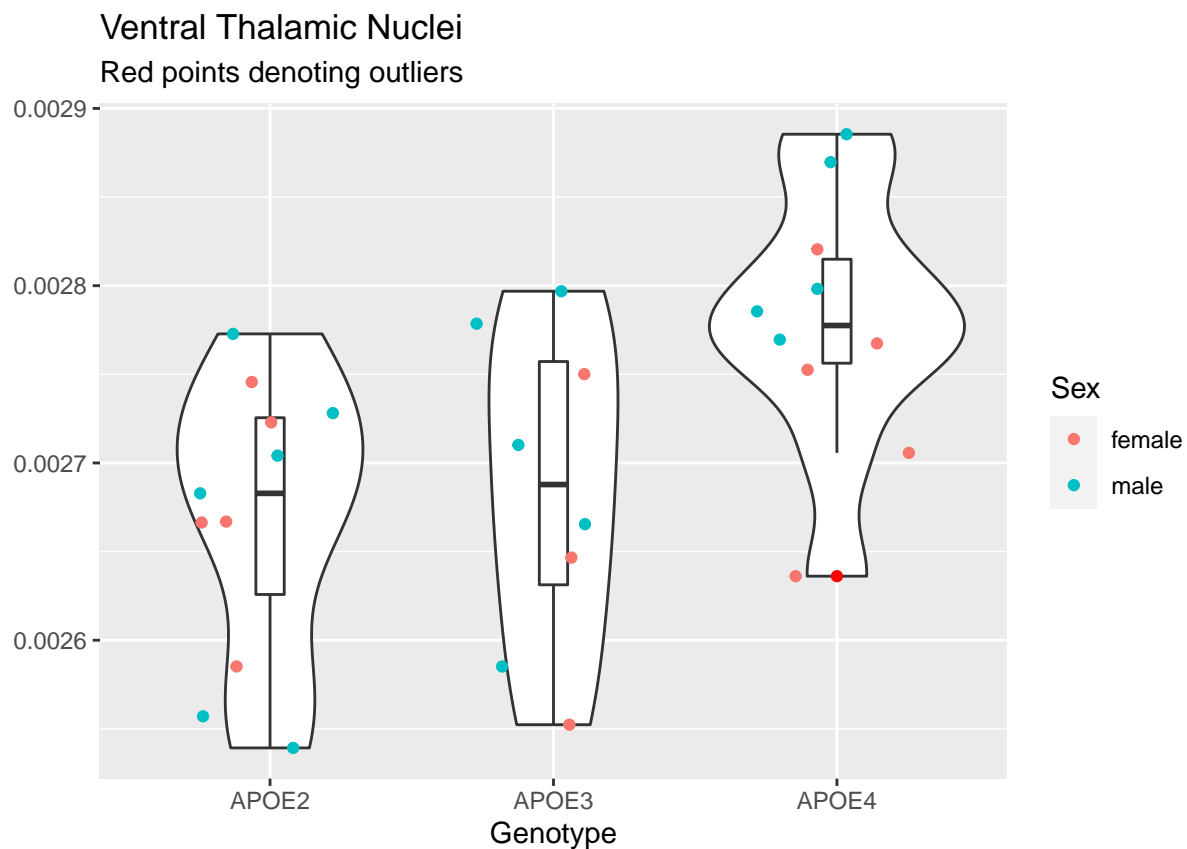 Ventral Thalamic Nuclei
Red points denoting outliers
0.0029
0.0028
0.0027
0.0026
APOE2
APOE3
APOE4
Genotype
Sex
female
male